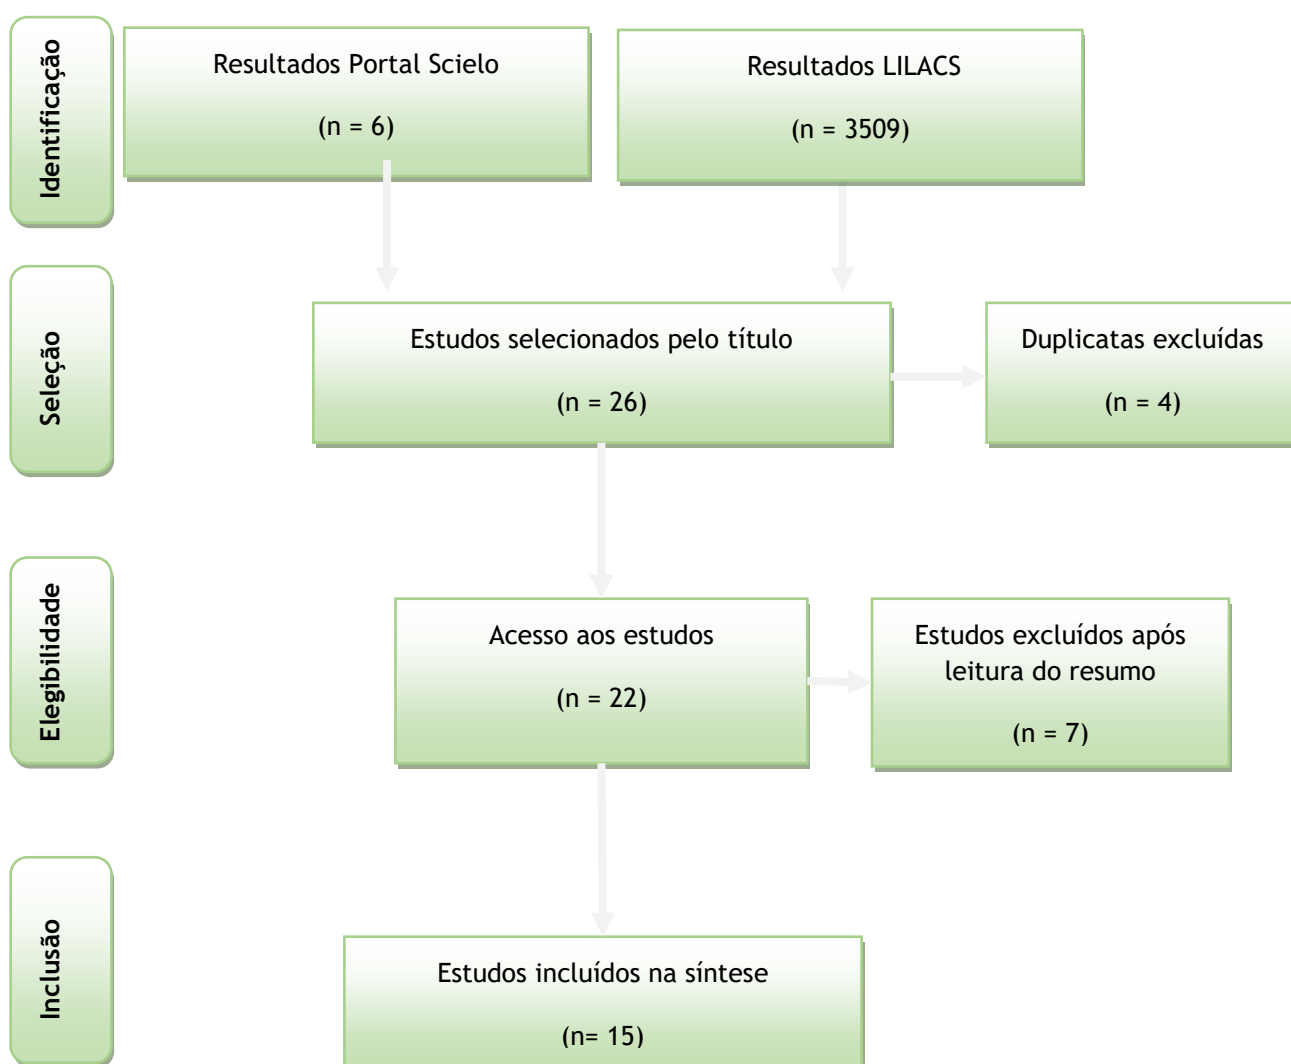 Identificação
Resultados Portal Scielo
(n = 6)
Resultados LILACS
(n = 3509)
Seleção
Estudos selecionados pelo título
(n = 26)
Duplicatas excluídas
(n = 4)
Elegibilidade
Acesso aos estudos
(n = 22)
Estudos excluídos após
leitura do resumo
(n = 7)
Inclusão
Estudos incluídos na síntese
(n= 15)